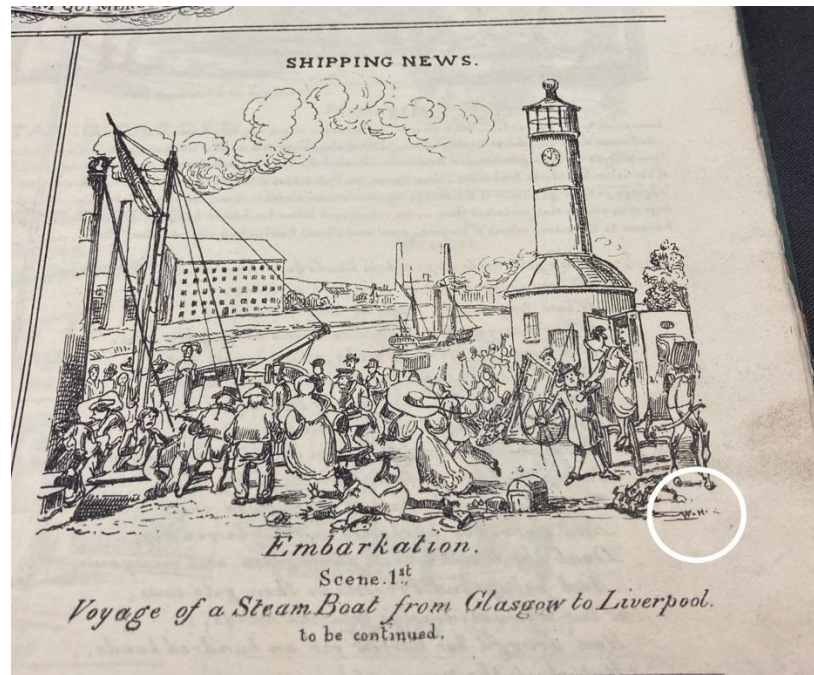 SHIPPING NEWS.
W.H.
Embarkation.
Scene.1st
Voyage of a Steam Boat from Glasgow to Liverpool.
to be continued.